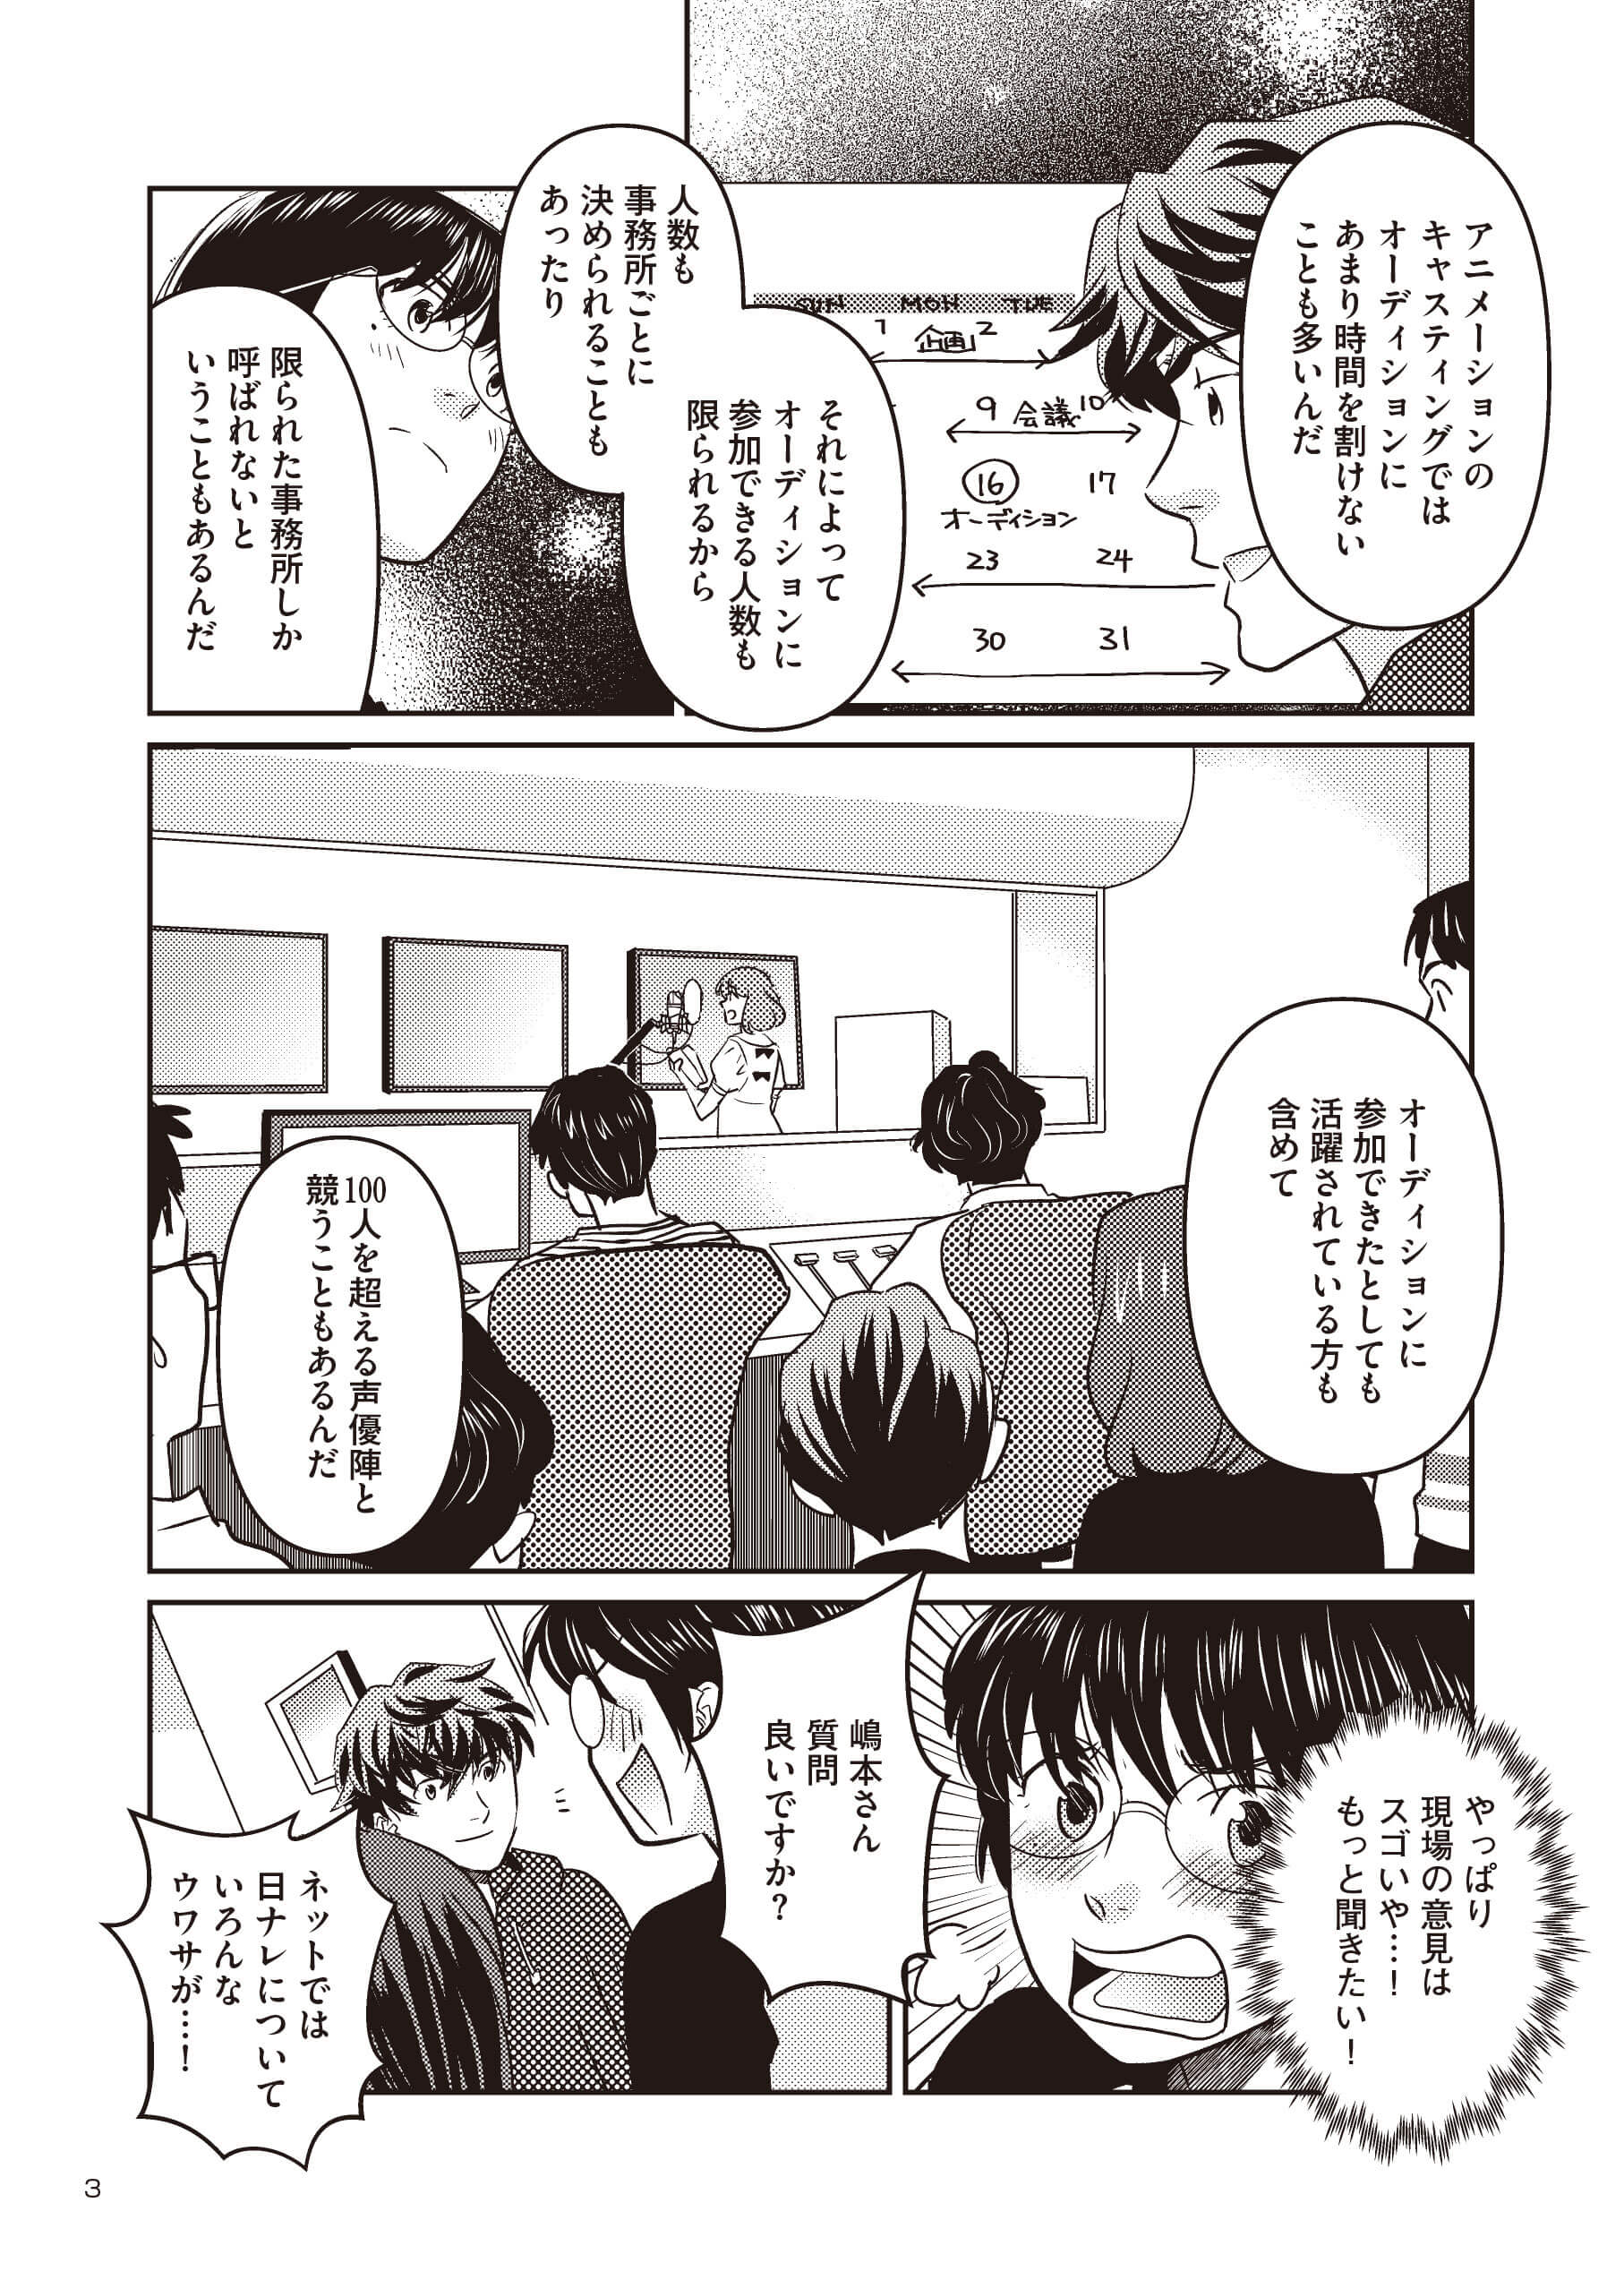 アニメーションの
キャスティングでは
オーディションに
あまり時間を割けない
ことも多いんだ
SUN MON TUE
1 企画 2
9 会議 10
16 17
オーディション
23 24
30 31
それによって
オーディションに
参加できる人数も
限られるから
人数も
事務所ごとに
決められることも
あったり
限られた事務所しか
呼ばれないと
いうこともあるんだ
オーディションに
参加できたとしても
活躍されている方も
含めて
100人を超える声優陣と
競うこともあるんだ
やっぱり
現場の意見は
スゴいや…!
もっと聞きたい!
嶋本さん
質問
良いですか?
ネットでは
日ナレについて
いろんな
ウワサが…!
3